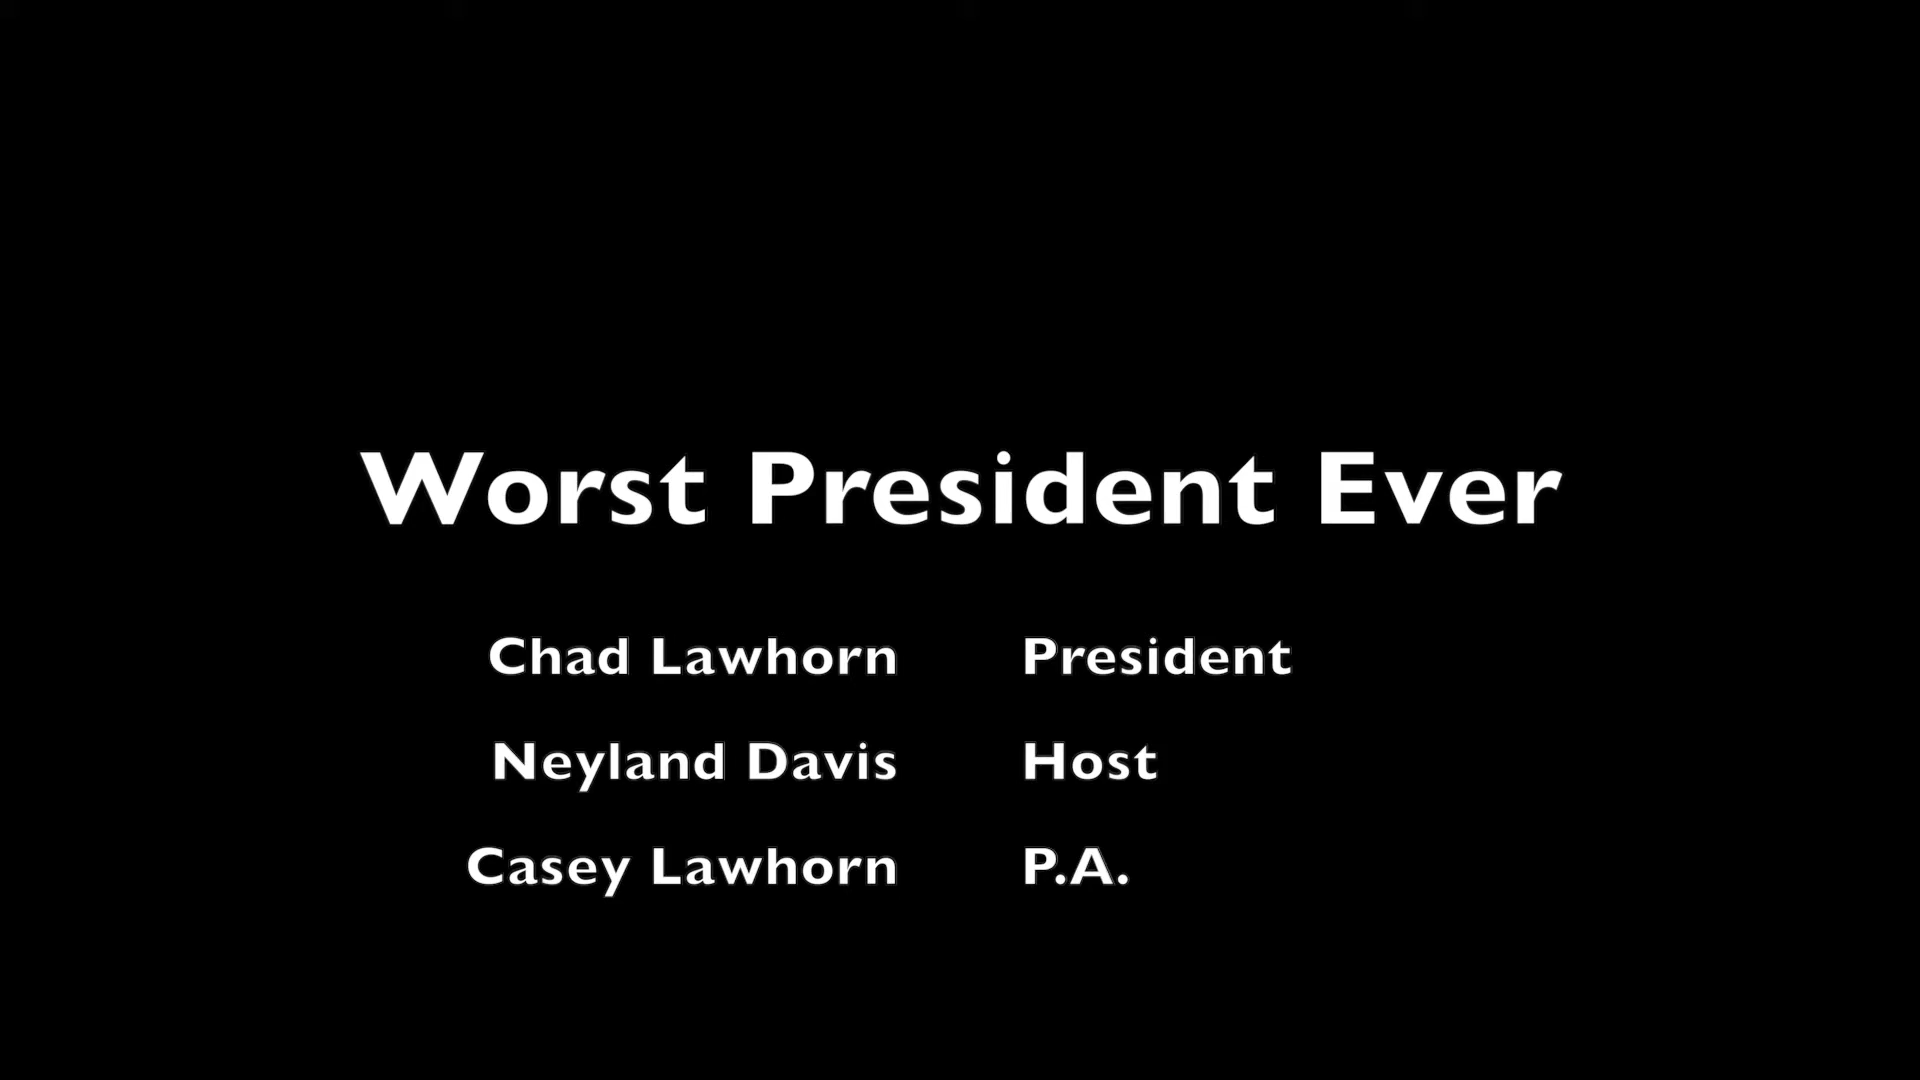 Worst President Ever
Chad Lawhorn President
Neyland Davis Host
Casey Lawhorn P.A.